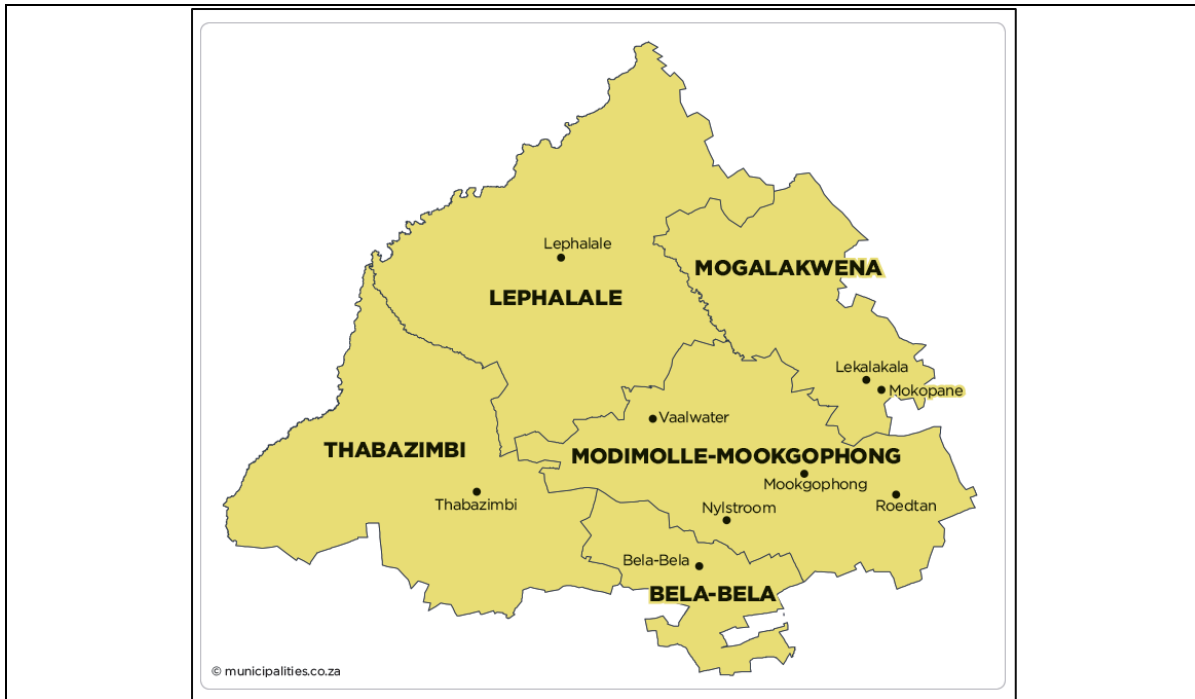 Lephalale
MOGALAKWENA
LEPHALALE
Lekalakala
Mokopane
Vaalwater
THABAZIMBI
MODIMOLLE-MOOKGOPHONG
Mookgophong
Thabazimbi
Nylstroom
Roedtan
Bela-Bela
BELA-BELA
© municipalities.co.za